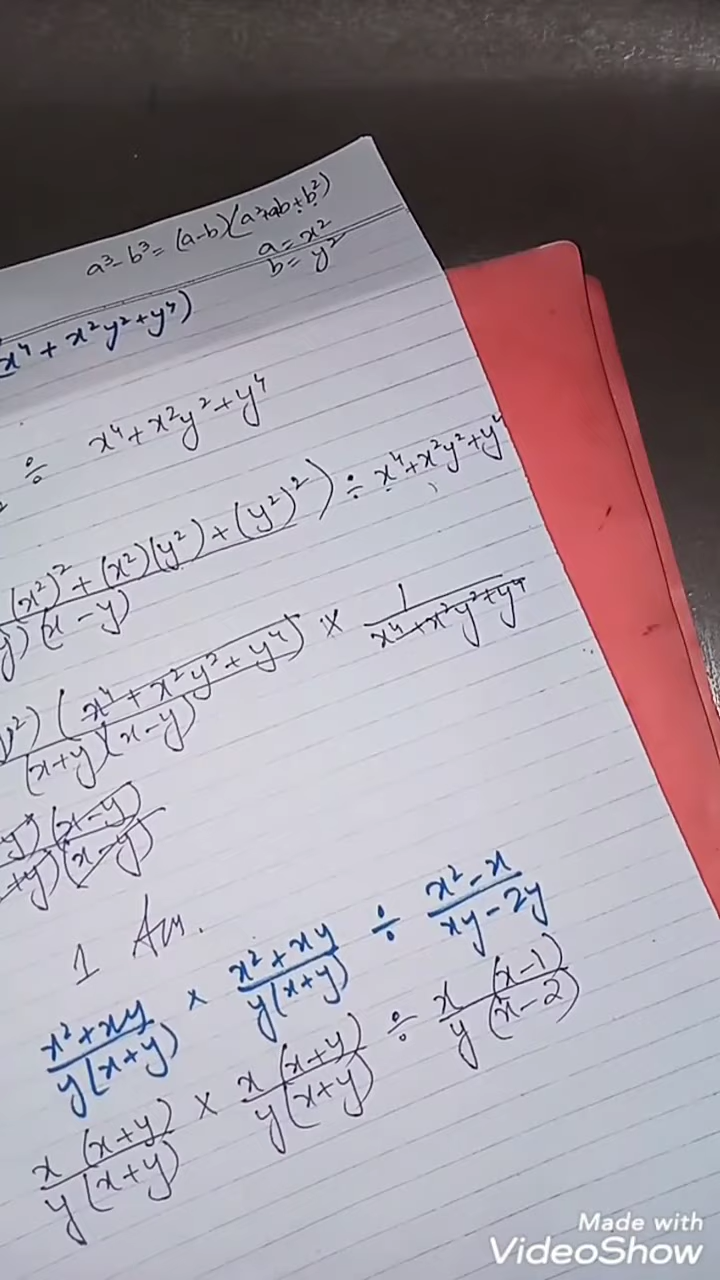 a³-b³ = (a-b)(a²+ab+b²)
a = x²
b = y²
x⁴ + x²y² + y⁴)
÷ x⁴ + x²y² + y⁴
(x²)² + (x²)(y²) + (y²)²) ÷ x⁴ + x²y² + y⁴
y)(x-y)
y²)(x⁴ + x²y² + y⁴)/(x+y)(x-y) × 1/x⁴ + x²y² + y⁴
y)(x-y)/+y)(x-y)
1 Ans.
x²+xy/y(x+y) × x²+xy/y(x+y) ÷ x²-x/xy-2y
x (x+y)/y(x+y) × x (x+y)/y(x+y) ÷ x (x-1)/y (x-2)
Made with
VideoShow